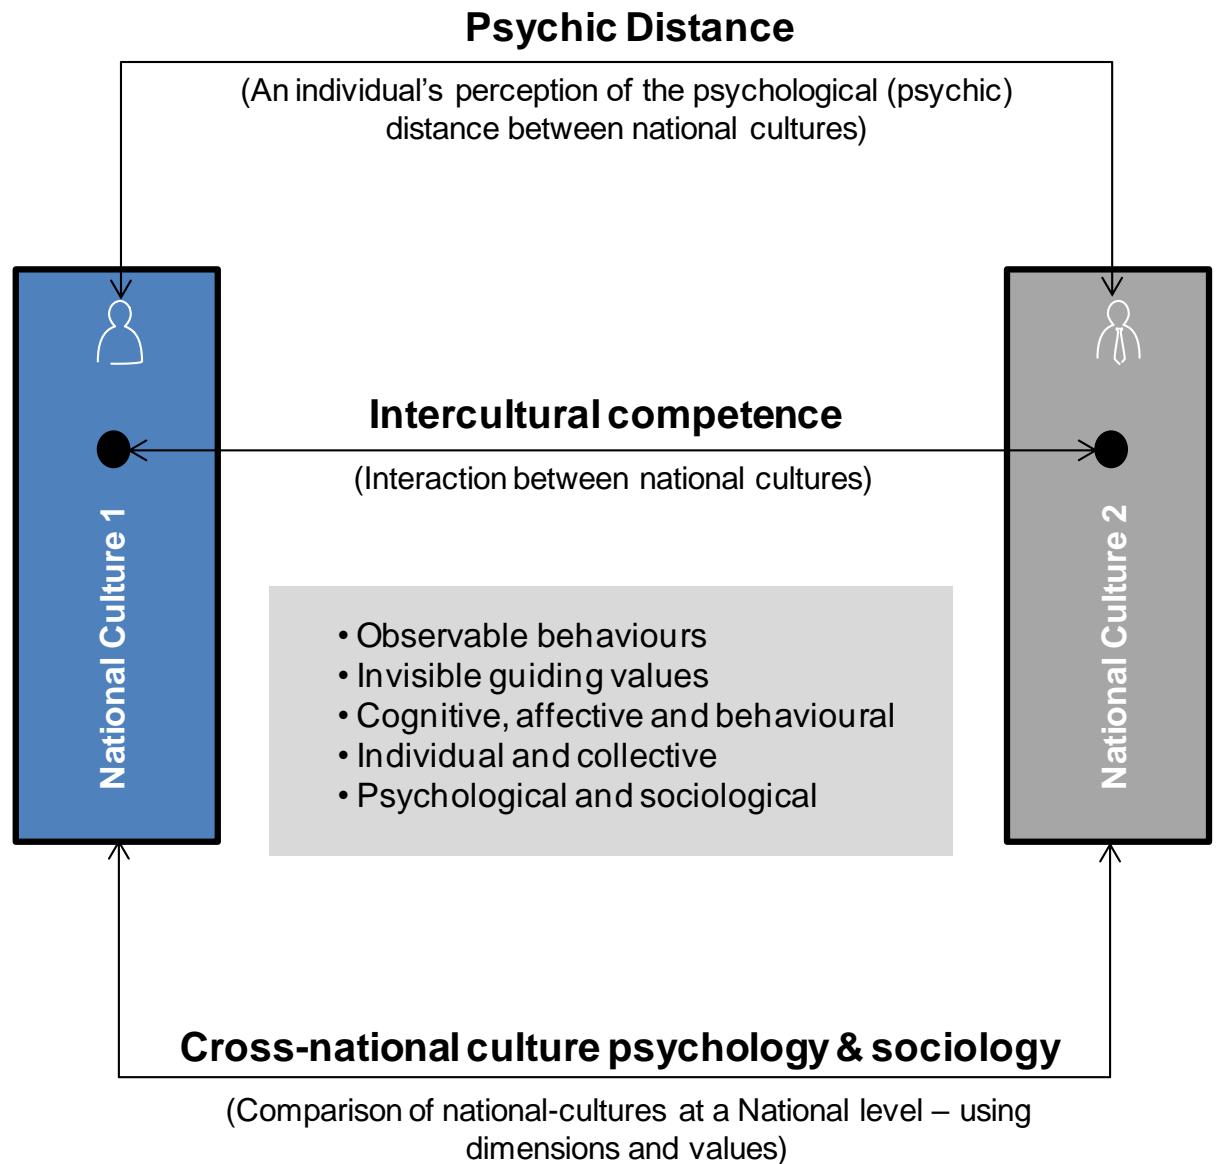 Psychic Distance
(An individual's perception of the psychological (psychic)
distance between national cultures)
Intercultural competence
(Interaction between national cultures)
National Culture 1
National Culture 2
• Observable behaviours
• Invisible guiding values
• Cognitive, affective and behavioural
• Individual and collective
• Psychological and sociological
Cross-national culture psychology & sociology
(Comparison of national-cultures at a National level – using
dimensions and values)